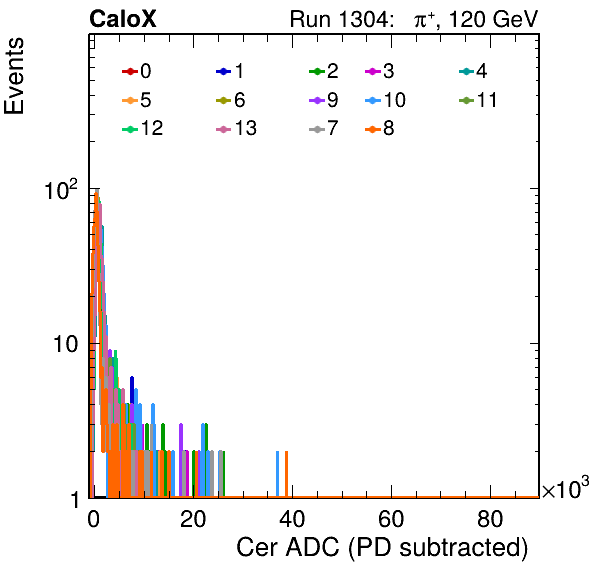 CaloX Run 1304: π⁺, 120 GeV
Events
0 1 2 3 4
5 6 9 10 11
12 13 7 8
10²
10
1
0 20 40 60 80 ×10³
Cer ADC (PD subtracted)